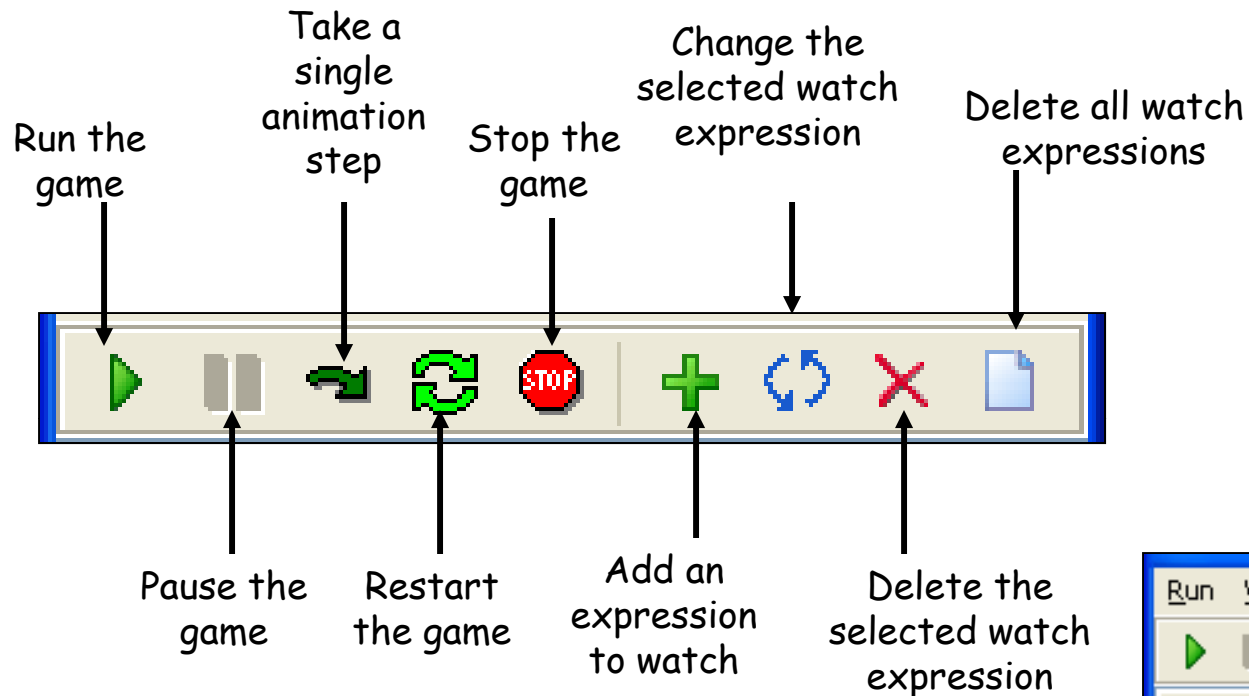 Take a
single
animation
step
Change the
selected watch
expression
Delete all watch
expressions
Run the
game
Stop the
game
STOP
Pause the
game
Restart
the game
Add an
expression
to watch
Delete the
selected watch
expression
Run